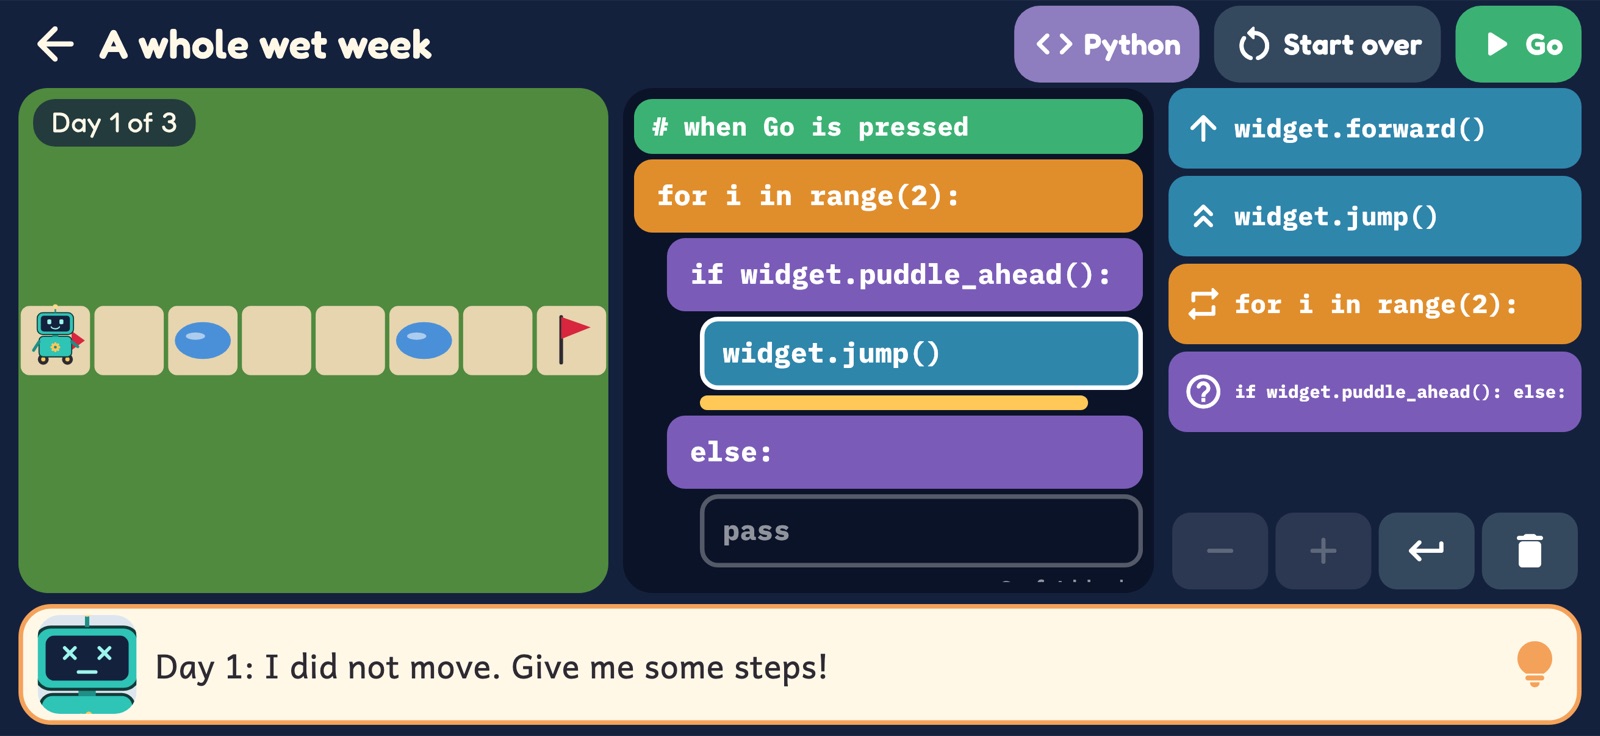 A whole wet week
<> Python
Start over
Go
Day 1 of 3
# when Go is pressed
for i in range(2):
if widget.puddle_ahead():
widget.jump()
else:
pass
widget.forward()
widget.jump()
for i in range(2):
if widget.puddle_ahead(): else:
Day 1: I did not move. Give me some steps!